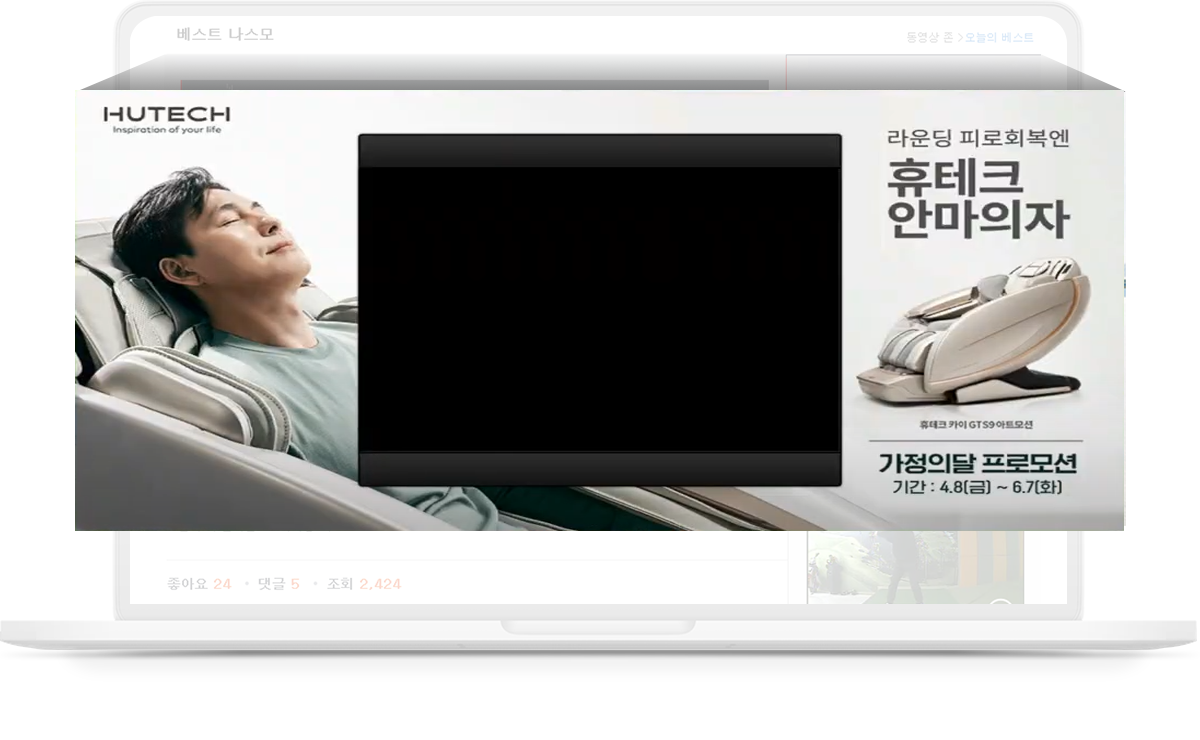 베스트 나스모
동영상 존 > 오늘의 베스트
HUTECH
Inspiration of your life
라운딩 피로회복엔
휴테크
안마의자
휴테크 카이 GTS9 아트모션
가정의달 프로모션
기간 : 4.8(금) ~ 6.7(화)
좋아요 24 • 댓글 5 • 조회 2,424